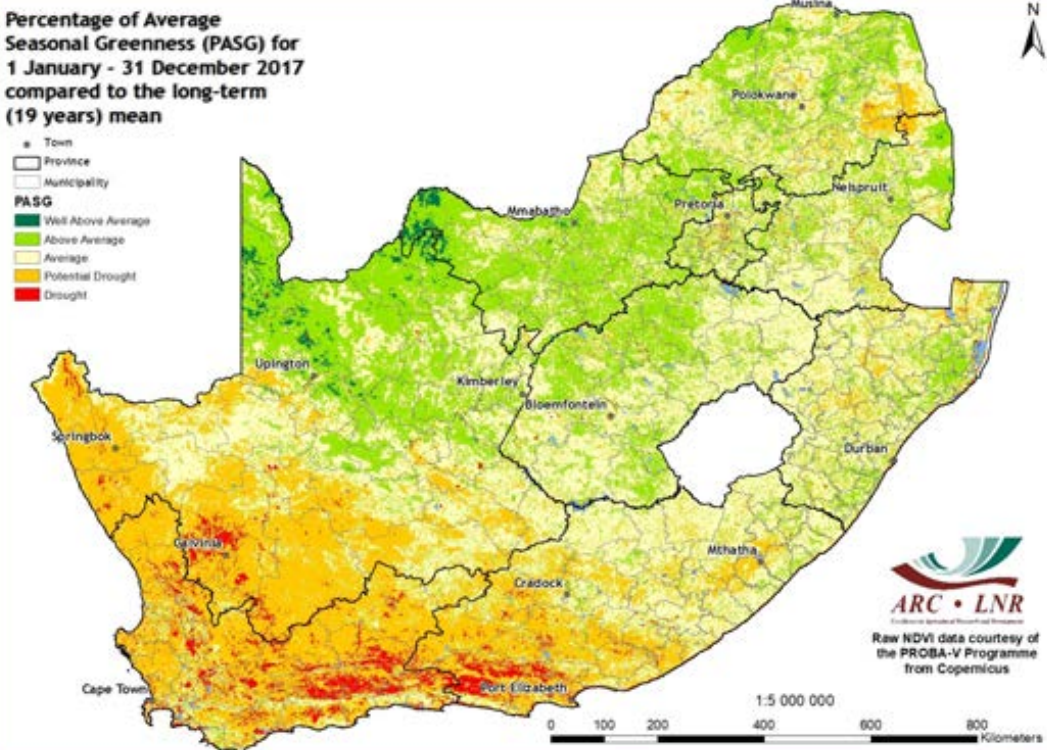 Percentage of Average
Seasonal Greenness (PASG) for
1 January - 31 December 2017
compared to the long-term
(19 years) mean
Town
Province
Municipality
PASG
Well Above Average
Above Average
Average
Potential Drought
Drought
N
Musina
Polokwane
Nelspruit
Pretoria
Mmabatho
Upington
Kimberley
Bloemfontein
Springbok
Durban
Calvinia
Mthatha
Cradock
Cape Town
Port Elizabeth
ARC • LNR
Raw NDVI data courtesy of
the PROBA-V Programme
from Copernicus
1:5 000 000
0 100 200 400 600 800
Kilometers